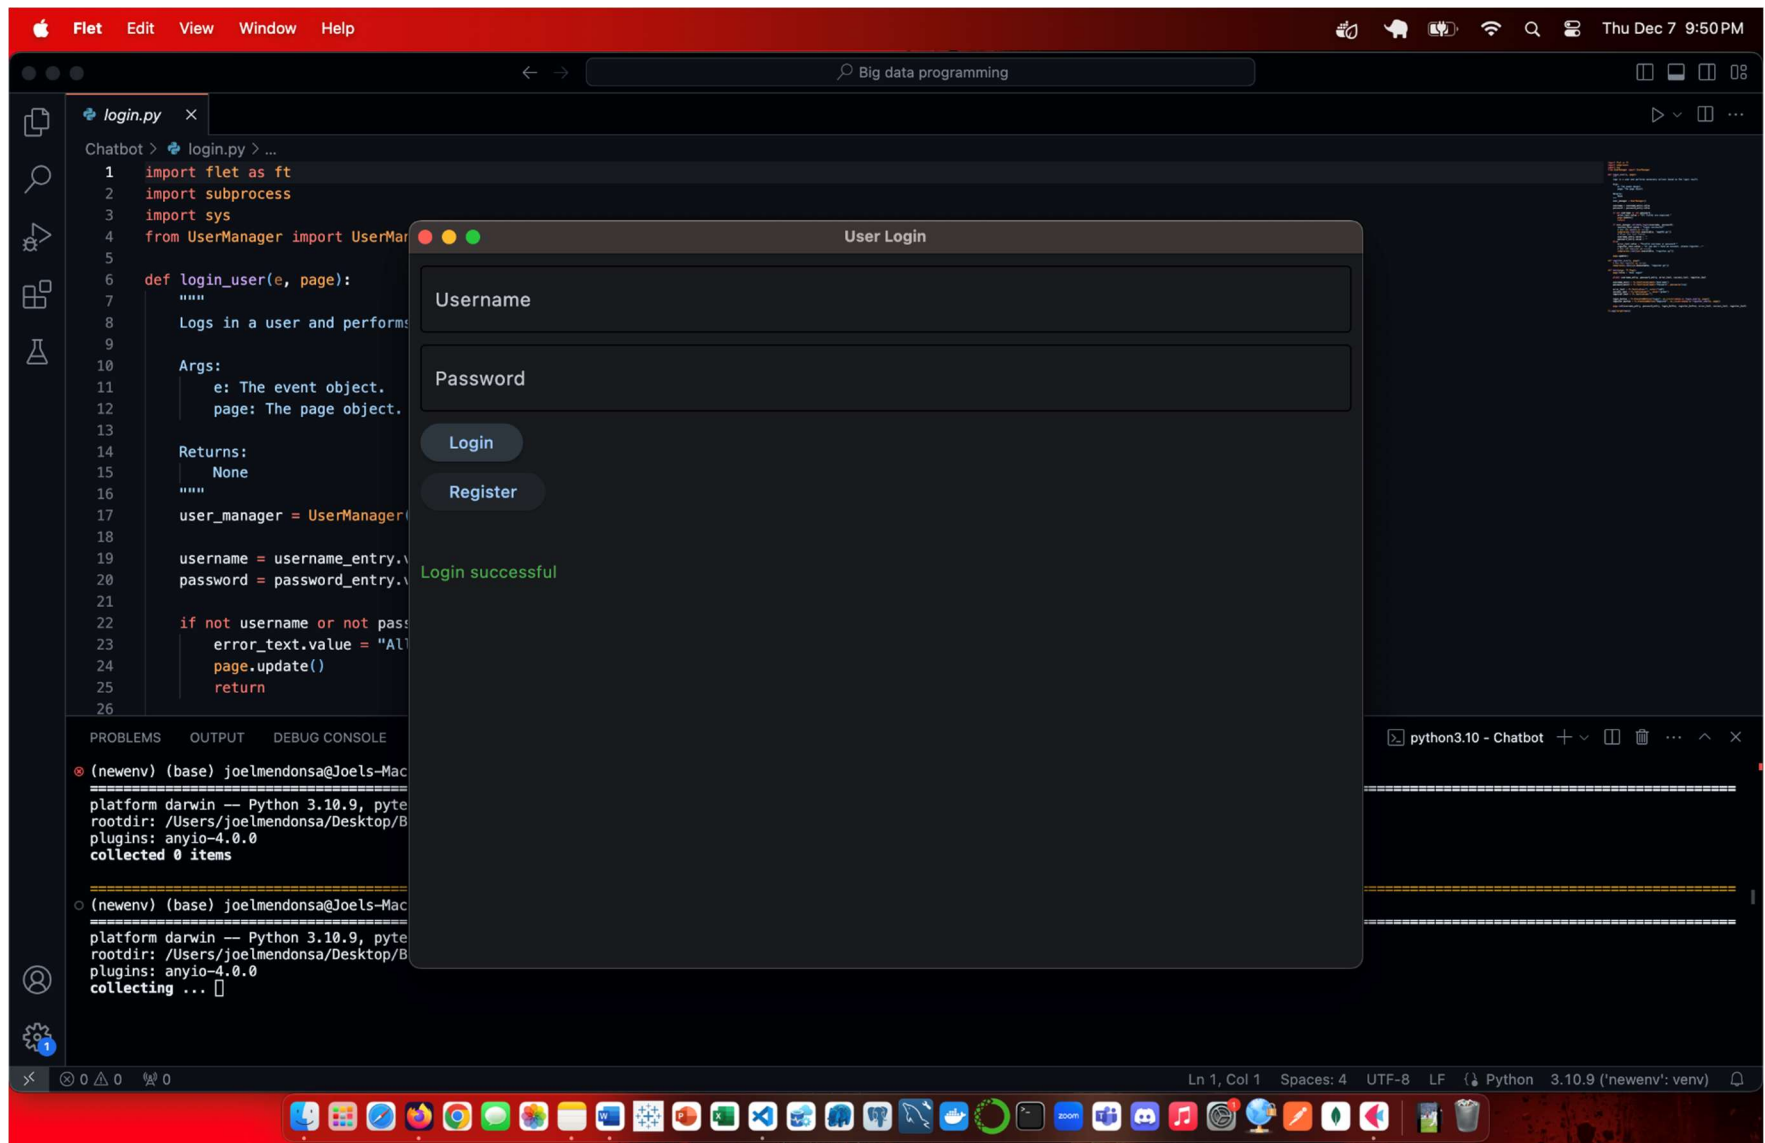 Flet Edit View Window Help Thu Dec 7 9:50 PM
Big data programming
login.py
Chatbot > login.py > ...
1 import flet as ft
2 import subprocess
3 import sys
4 from UserManager import UserMan
5
6 def login_user(e, page):
7 """
8 Logs in a user and performs
9
10 Args:
11 e: The event object.
12 page: The page object.
13
14 Returns:
15 None
16 """
17 user_manager = UserManager(
18
19 username = username_entry.v
20 password = password_entry.v
21
22 if not username or not pass
23 error_text.value = "All
24 page.update()
25 return
26
User Login
Username
Password
Login
Register
Login successful
PROBLEMS OUTPUT DEBUG CONSOLE python3.10 - Chatbot
(newenv) (base) joelmendonsa@Joels-Mac
platform darwin -- Python 3.10.9, pyte
rootdir: /Users/joelmendonsa/Desktop/B
plugins: anyio-4.0.0
collected 0 items
(newenv) (base) joelmendonsa@Joels-Mac
platform darwin -- Python 3.10.9, pyte
rootdir: /Users/joelmendonsa/Desktop/B
plugins: anyio-4.0.0
collecting ...
1
0 0 0 Ln 1, Col 1 Spaces: 4 UTF-8 LF Python 3.10.9 ('newenv': venv)
zoom